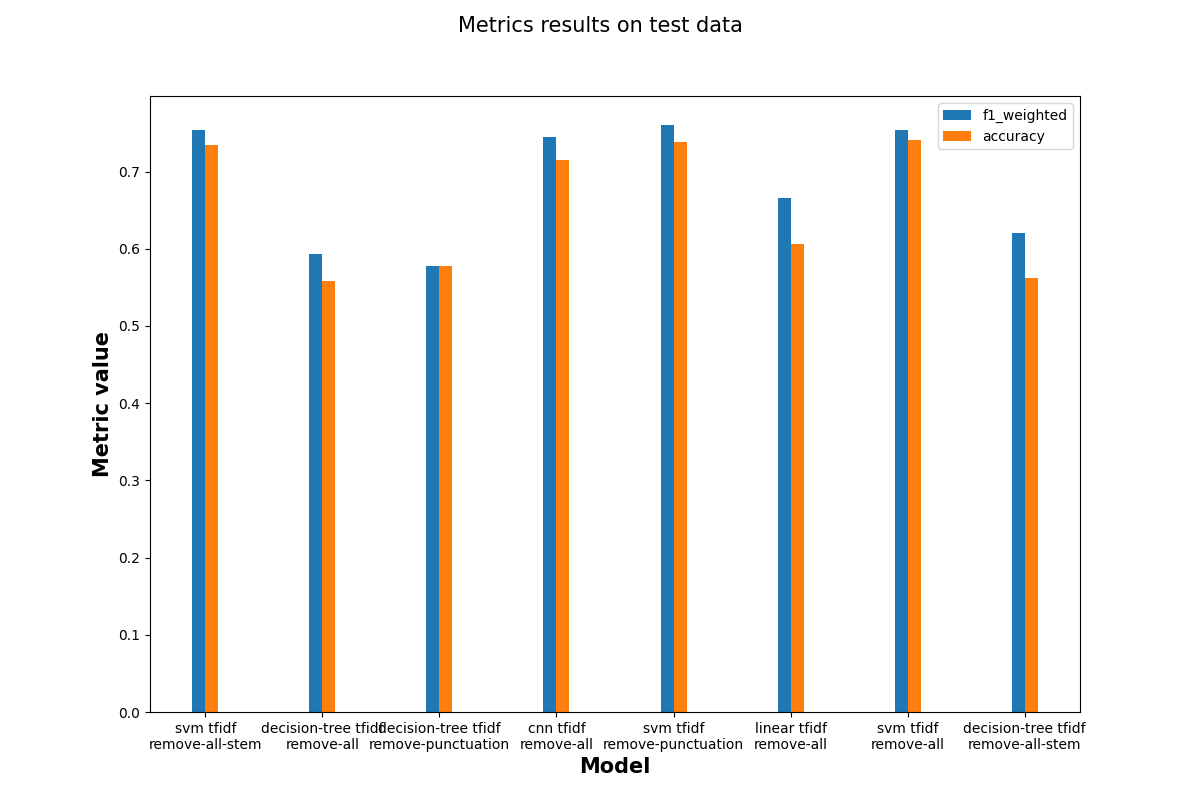 Metrics results on test data
f1_weighted
accuracy
Metric value
0.7
0.6
0.5
0.4
0.3
0.2
0.1
0.0
svm tfidf
remove-all-stem
decision-tree tfidf
remove-all
decision-tree tfidf
remove-punctuation
cnn tfidf
remove-all
svm tfidf
remove-punctuation
linear tfidf
remove-all
svm tfidf
remove-all
decision-tree tfidf
remove-all-stem
Model